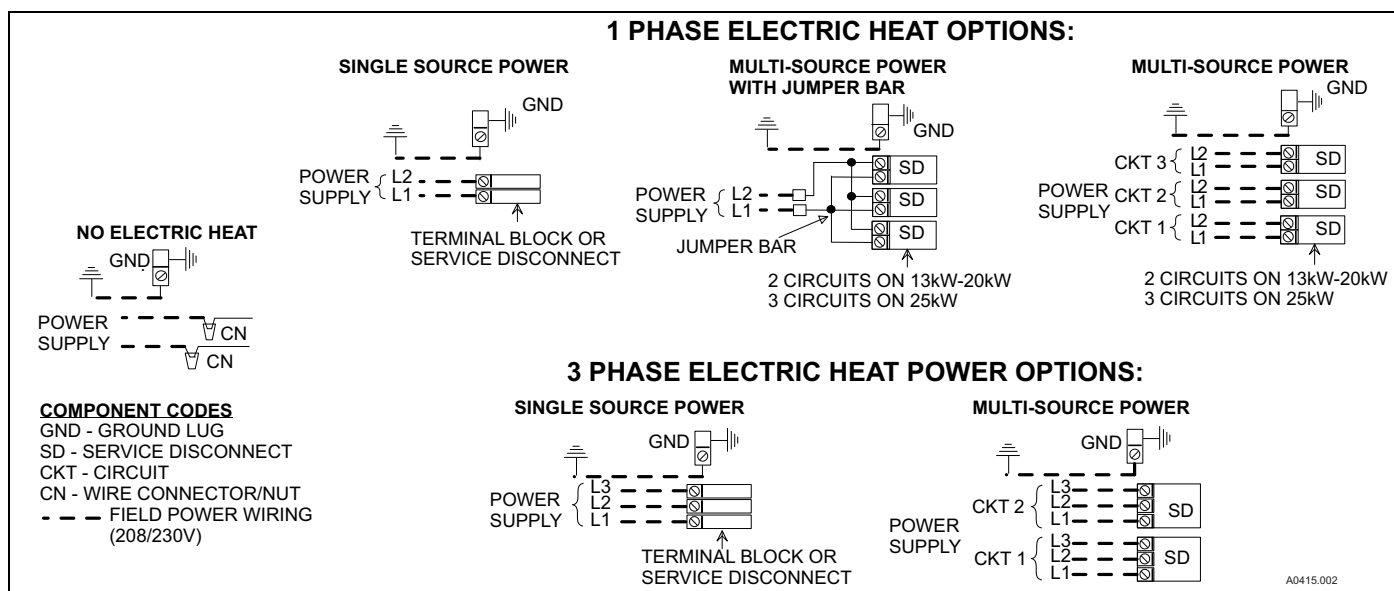 1 PHASE ELECTRIC HEAT OPTIONS:
SINGLE SOURCE POWER
GND
POWER
SUPPLY
L2
L1
TERMINAL BLOCK OR
SERVICE DISCONNECT
MULTI-SOURCE POWER
WITH JUMPER BAR
GND
POWER
SUPPLY
L2
L1
SD
SD
SD
JUMPER BAR
2 CIRCUITS ON 13kW-20kW
3 CIRCUITS ON 25kW
MULTI-SOURCE POWER
GND
POWER
SUPPLY
CKT 3
L2
L1
SD
CKT 2
L2
L1
SD
CKT 1
L2
L1
SD
2 CIRCUITS ON 13kW-20kW
3 CIRCUITS ON 25kW
NO ELECTRIC HEAT
GND
POWER
SUPPLY
CN
CN
COMPONENT CODES
GND - GROUND LUG
SD - SERVICE DISCONNECT
CKT - CIRCUIT
CN - WIRE CONNECTOR/NUT
FIELD POWER WIRING
(208/230V)
3 PHASE ELECTRIC HEAT POWER OPTIONS:
SINGLE SOURCE POWER
GND
POWER
SUPPLY
L3
L2
L1
TERMINAL BLOCK OR
SERVICE DISCONNECT
MULTI-SOURCE POWER
GND
POWER
SUPPLY
CKT 2
L3
L2
L1
SD
CKT 1
L3
L2
L1
SD
A0415.002